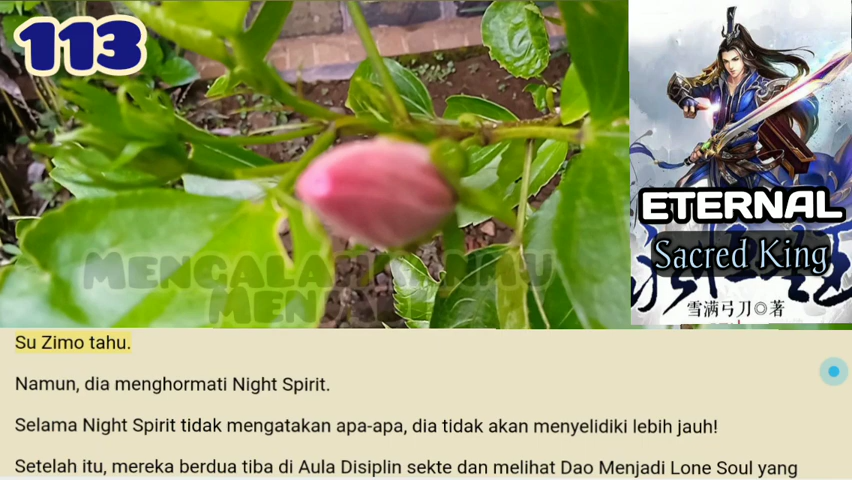 113
MENGALAHKANMU
ETERNAL
Sacred King
雪满弓刀◎著
Su Zimo tahu.
Namun, dia menghormati Night Spirit.
Selama Night Spirit tidak mengatakan apa-apa, dia tidak akan menyelidiki lebih jauh!
Setelah itu, mereka berdua tiba di Aula Disiplin sekte dan melihat Dao Menjadi Lone Soul yang